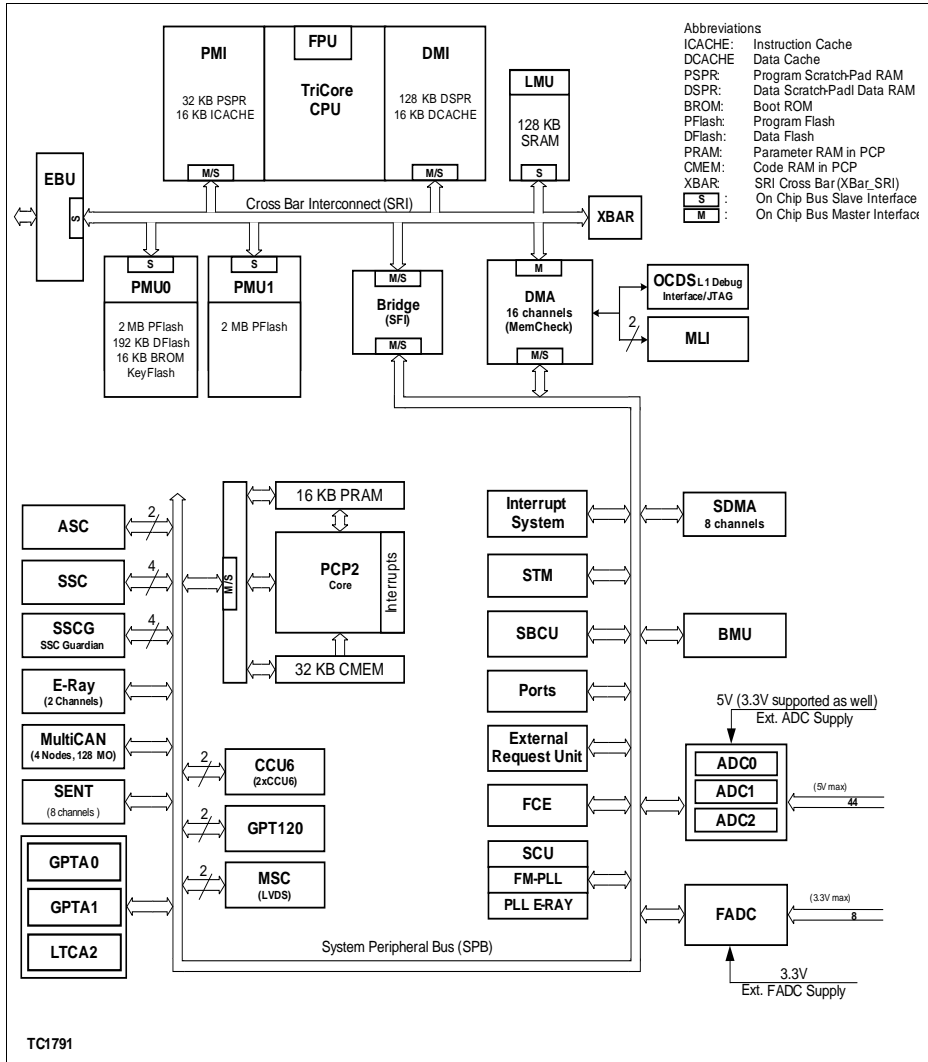 PMI
32 KB PSPR
16 KB ICACHE
M/S
FPU
TriCore
CPU
DMI
128 KB DSPR
16 KB DCACHE
M/S
LMU
128 KB
SRAM
S
Abbreviations:
ICACHE: Instruction Cache
DCACHE Data Cache
PSPR: Program Scratch-Pad RAM
DSPR: Data Scratch-Padl Data RAM
BROM: Boot ROM
PFlash: Program Flash
DFlash: Data Flash
PRAM: Parameter RAM in PCP
CMEM: Code RAM in PCP
XBAR: SRI Cross Bar (XBar_SRI)
S : On Chip Bus Slave Interface
M : On Chip Bus Master Interface
EBU
S
Cross Bar Interconnect (SRI)
XBAR
S
PMU0
2 MB PFlash
192 KB DFlash
16 KB BROM
KeyFlash
S
PMU1
2 MB PFlash
M/S
Bridge
(SFI)
M/S
M
DMA
16 channels
(MemCheck)
M/S
OCDS L1 Debug
Interface/JTAG
2
MLI
ASC
2
SSC
4
SSCG
SSC Guardian
4
E-Ray
(2 Channels)
MultiCAN
(4 Nodes, 128 MO)
SENT
(8 channels )
GPTA0
GPTA1
LTCA2
M/S
16 KB PRAM
PCP2
Core
Interrupts
32 KB CMEM
2
CCU6
(2xCCU6)
2
GPT120
2
MSC
(LVDS)
Interrupt
System
STM
SBCU
Ports
External
Request Unit
FCE
SCU
FM-PLL
PLL E-RAY
SDMA
8 channels
BMU
5V (3.3V supported as well)
Ext. ADC Supply
ADC0
ADC1
ADC2
(5V max)
44
FADC
(3.3V max)
8
3.3V
Ext. FADC Supply
System Peripheral Bus (SPB)
TC1791